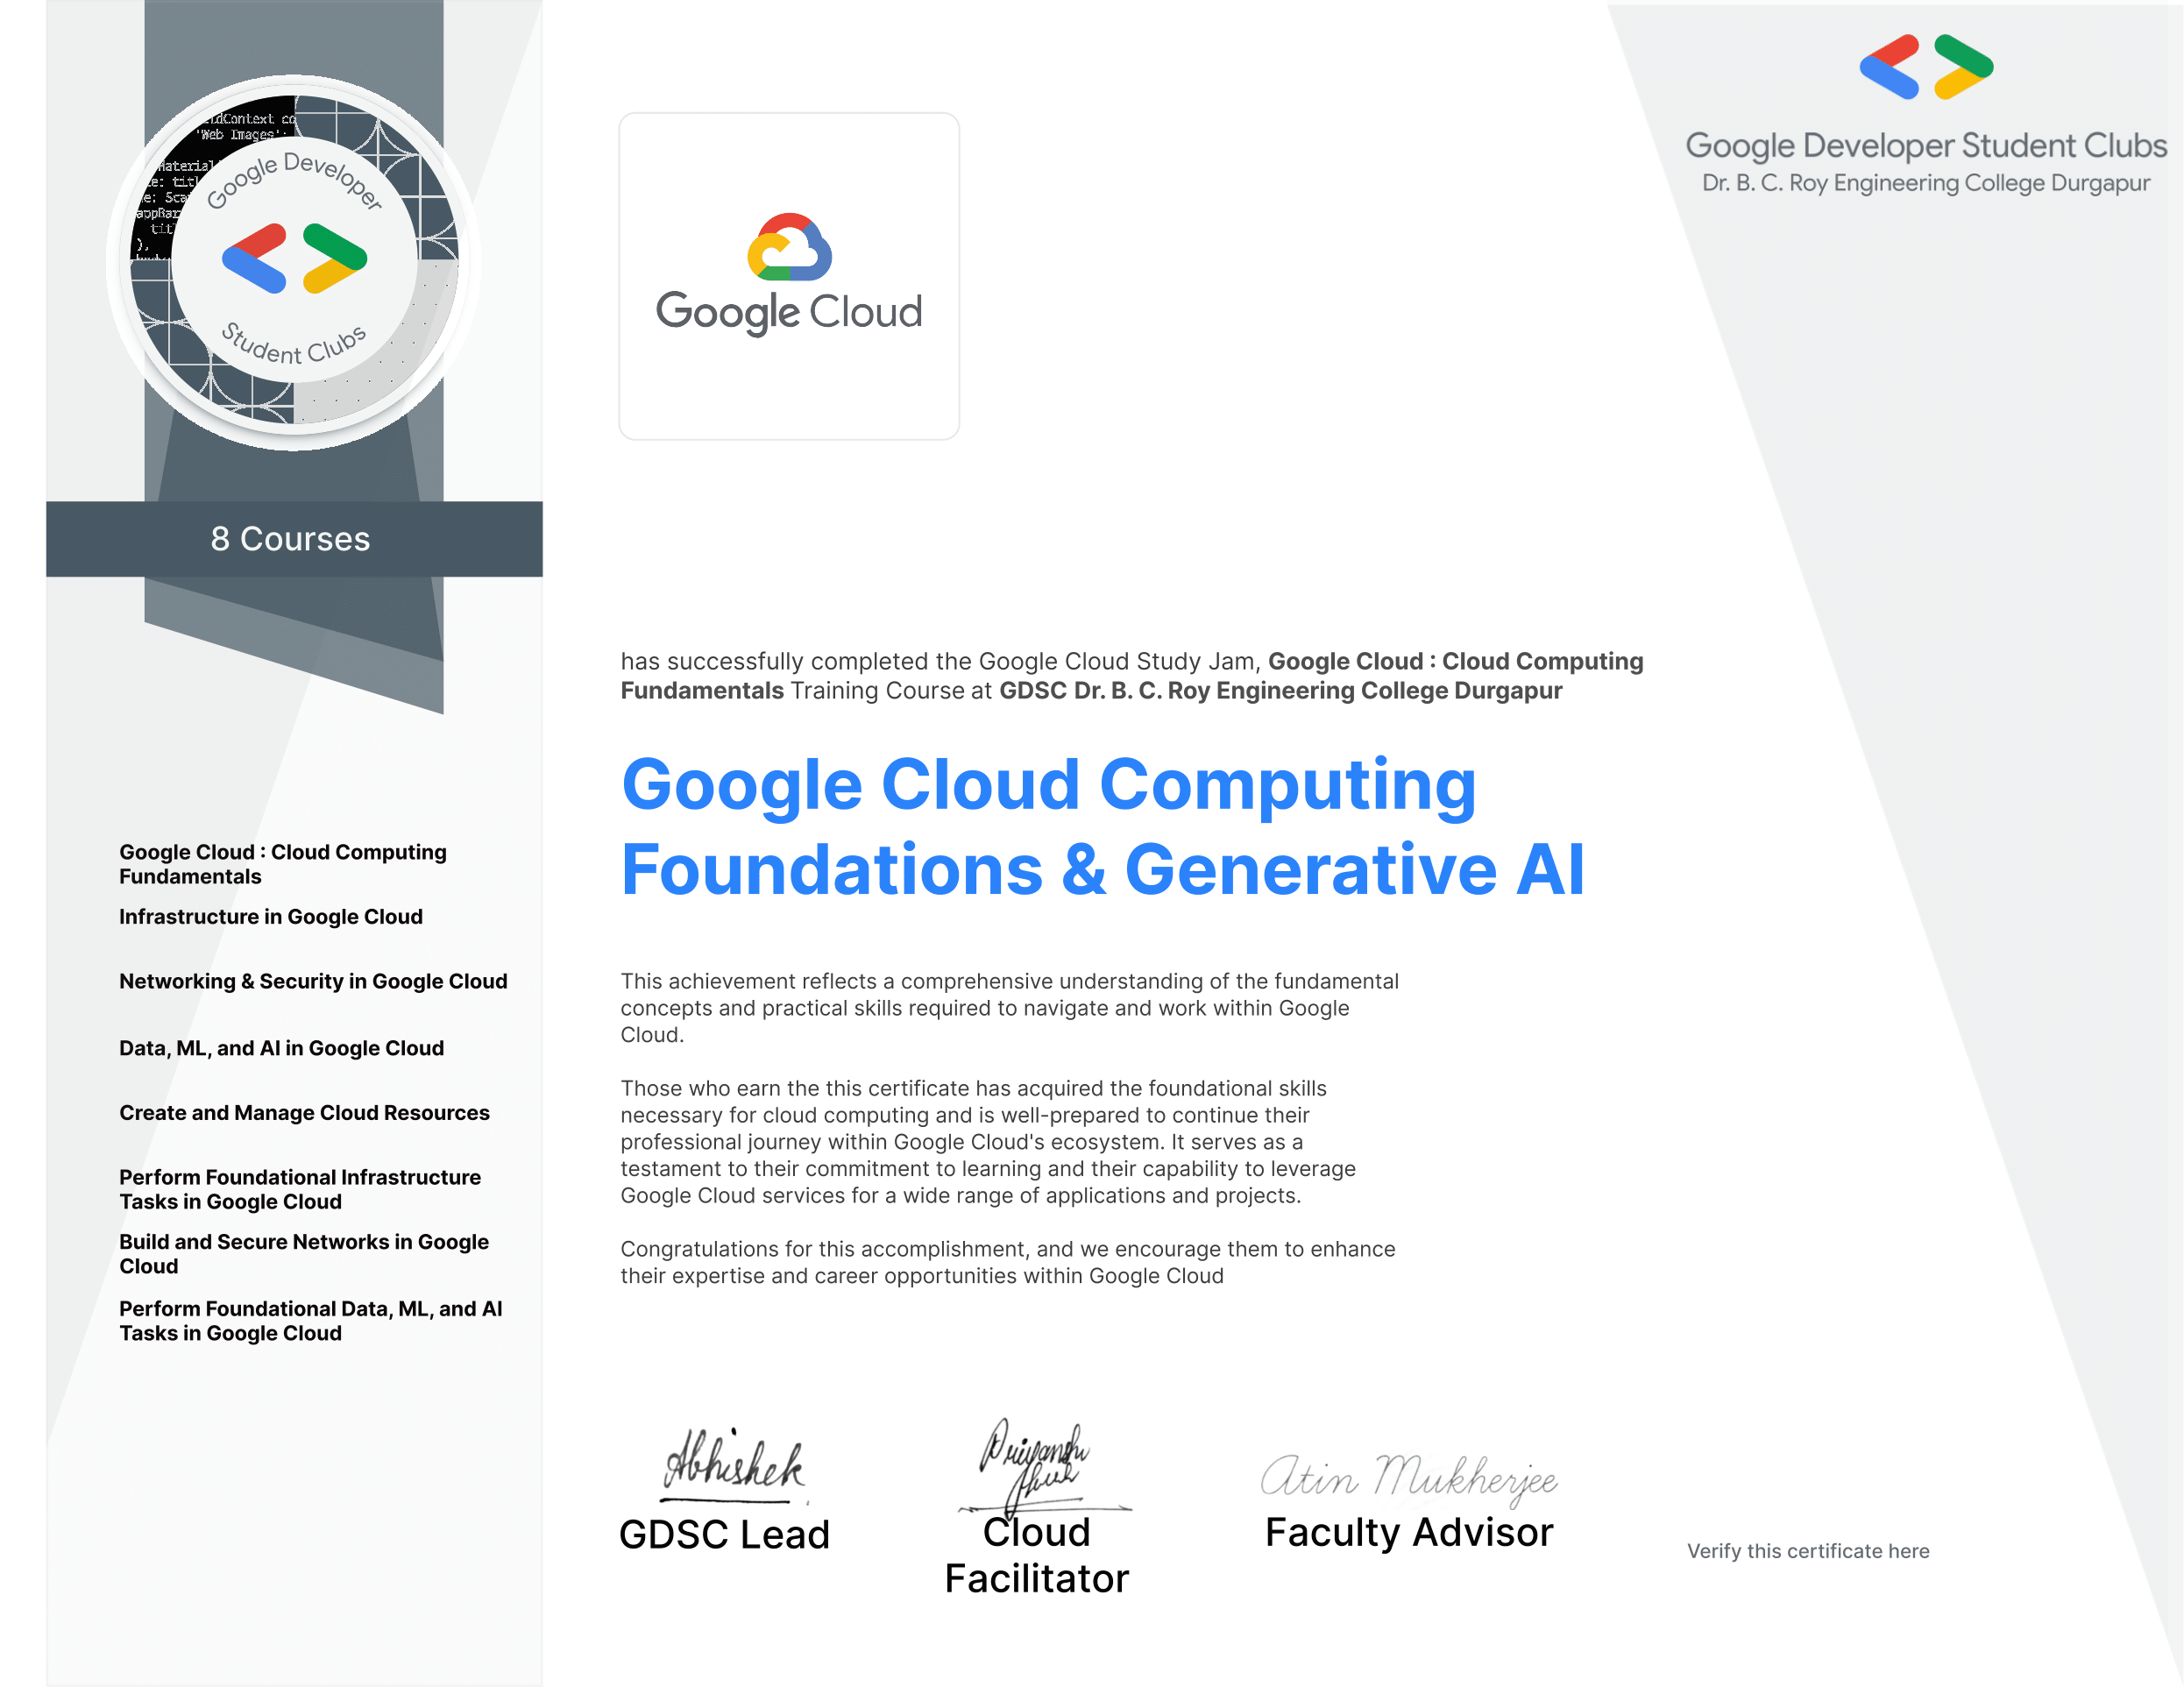 ldContext co
'Web Images';
Material
e: titl
e: Sca
appBar
titl
),
Google Developer
Student Clubs
8 Courses
Google Cloud : Cloud Computing
Fundamentals
Infrastructure in Google Cloud
Networking & Security in Google Cloud
Data, ML, and AI in Google Cloud
Create and Manage Cloud Resources
Perform Foundational Infrastructure
Tasks in Google Cloud
Build and Secure Networks in Google
Cloud
Perform Foundational Data, ML, and AI
Tasks in Google Cloud
Google Cloud
Google Developer Student Clubs
Dr. B. C. Roy Engineering College Durgapur
has successfully completed the Google Cloud Study Jam, Google Cloud : Cloud Computing
Fundamentals Training Course at GDSC Dr. B. C. Roy Engineering College Durgapur
Google Cloud Computing
Foundations & Generative AI
This achievement reflects a comprehensive understanding of the fundamental
concepts and practical skills required to navigate and work within Google
Cloud.
Those who earn the this certificate has acquired the foundational skills
necessary for cloud computing and is well-prepared to continue their
professional journey within Google Cloud's ecosystem. It serves as a
testament to their commitment to learning and their capability to leverage
Google Cloud services for a wide range of applications and projects.
Congratulations for this accomplishment, and we encourage them to enhance
their expertise and career opportunities within Google Cloud
Abhishek
GDSC Lead
Priyanshu
Cloud
Facilitator
Atin Mukherjee
Faculty Advisor
Verify this certificate here